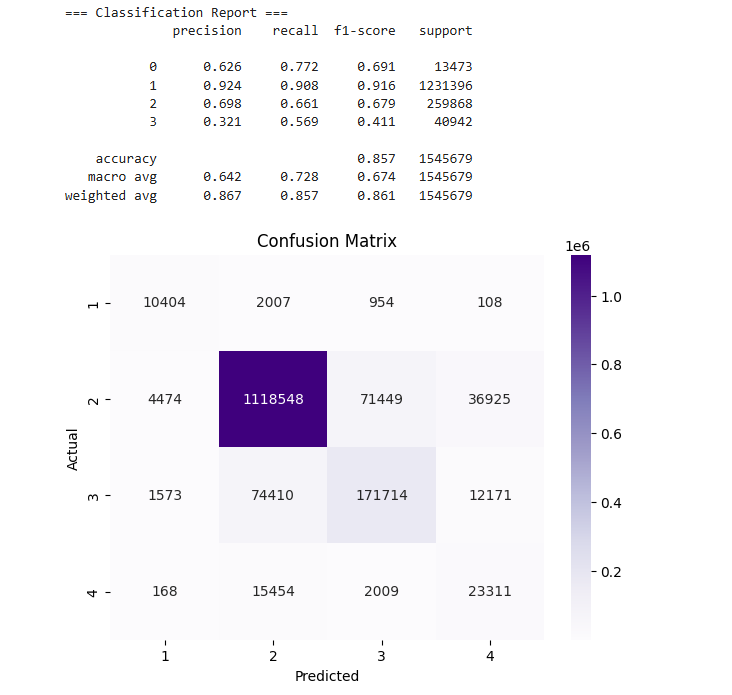 === Classification Report ===
precision recall f1-score support
0 0.626 0.772 0.691 13473
1 0.924 0.908 0.916 1231396
2 0.698 0.661 0.679 259868
3 0.321 0.569 0.411 40942
accuracy 0.857 1545679
macro avg 0.642 0.728 0.674 1545679
weighted avg 0.867 0.857 0.861 1545679
Confusion Matrix
1e6
1 10404 2007 954 108
2 4474 1118548 71449 36925
3 1573 74410 171714 12171
4 168 15454 2009 23311
Actual
1 2 3 4
Predicted
1.0
0.8
0.6
0.4
0.2